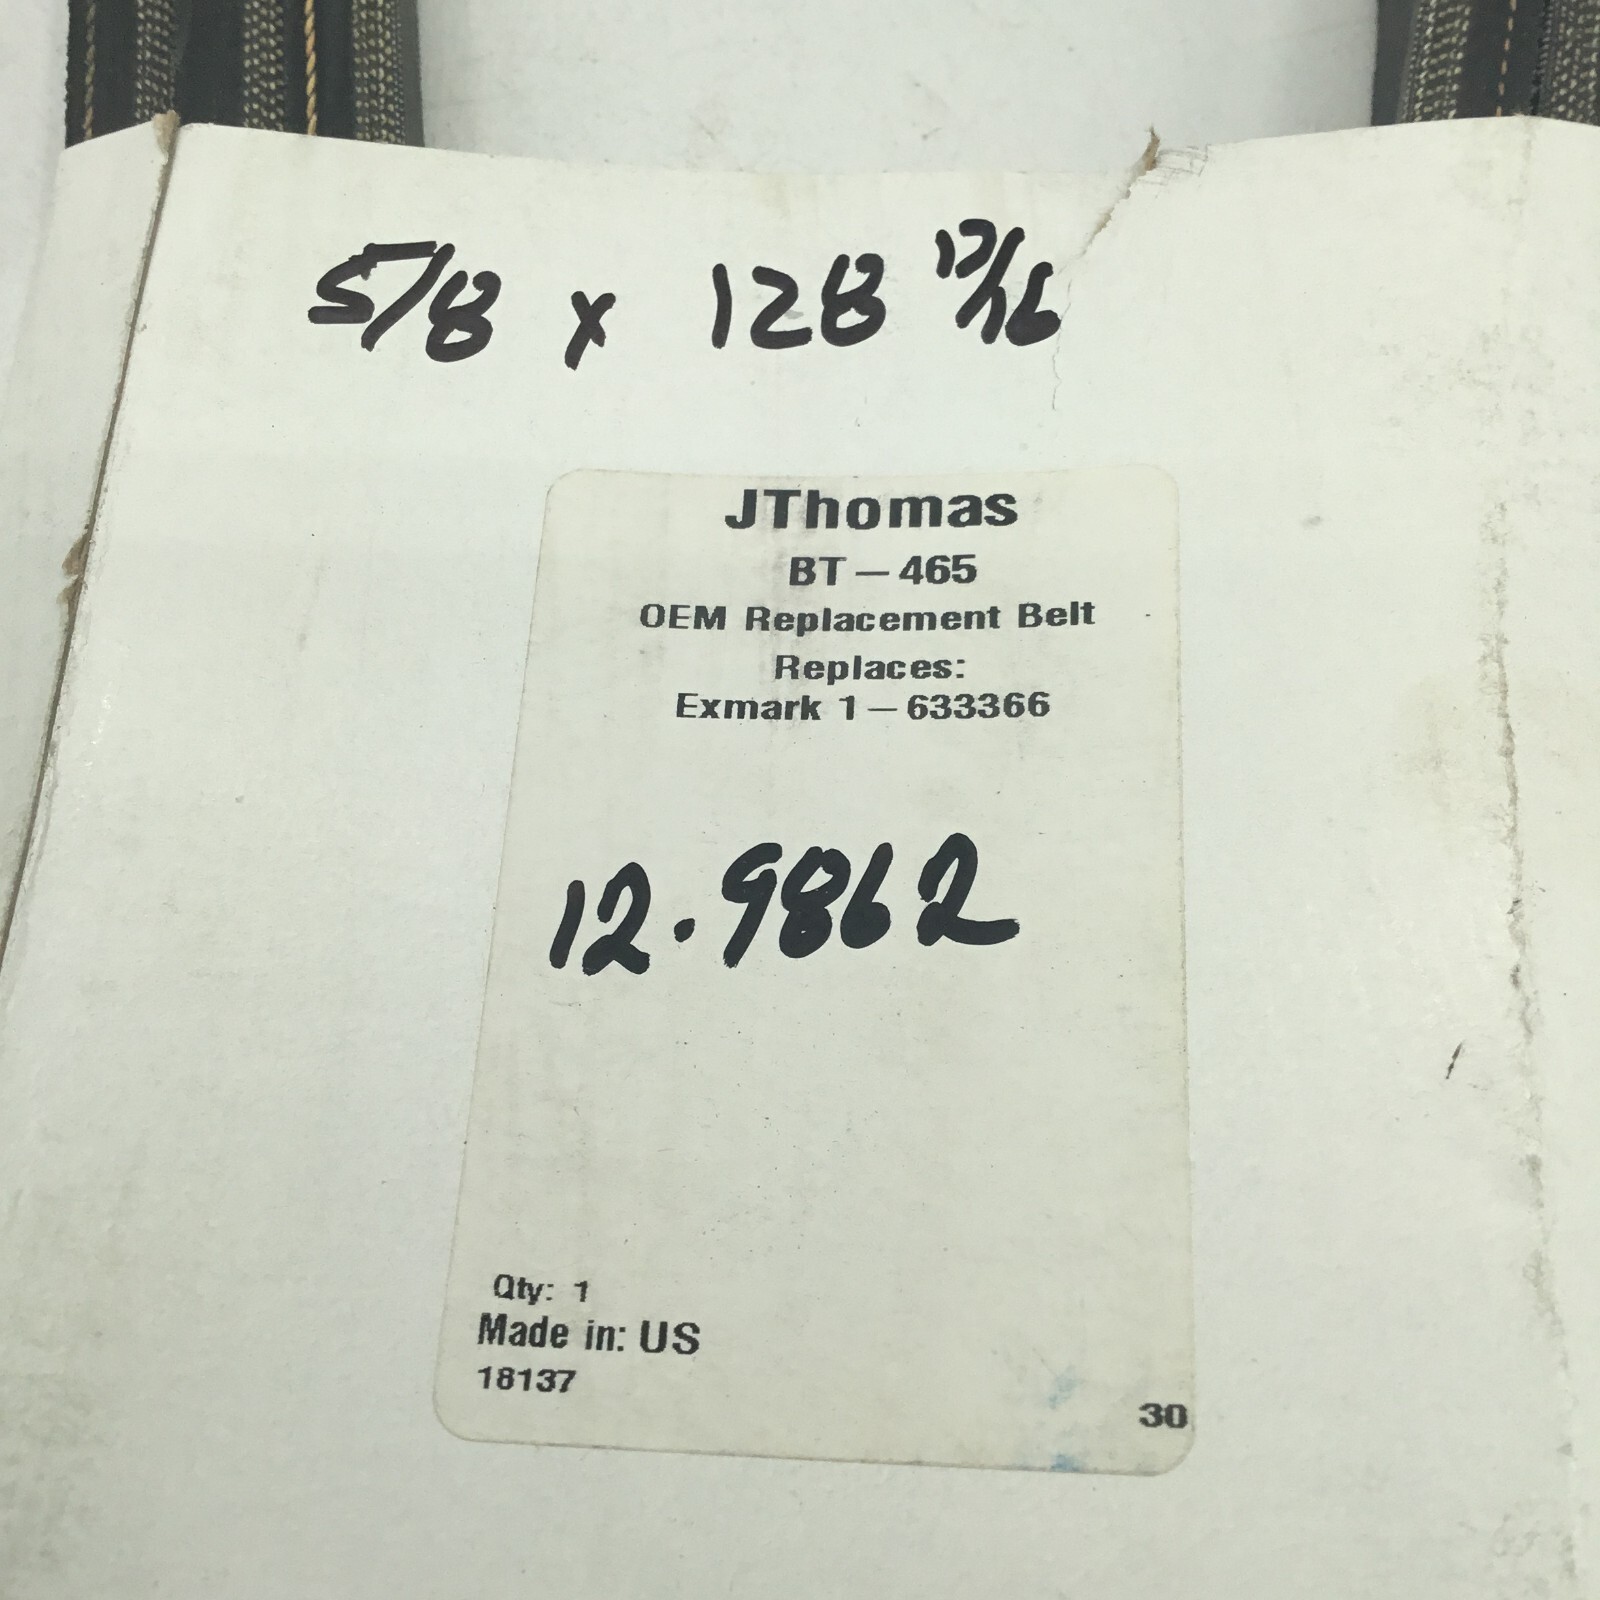 5/8 x 128 13/16
JThomas
BT-465
OEM Replacement Belt
Replaces:
Exmark 1-633366
12.9862
Qty: 1
Made in: US
18137
30